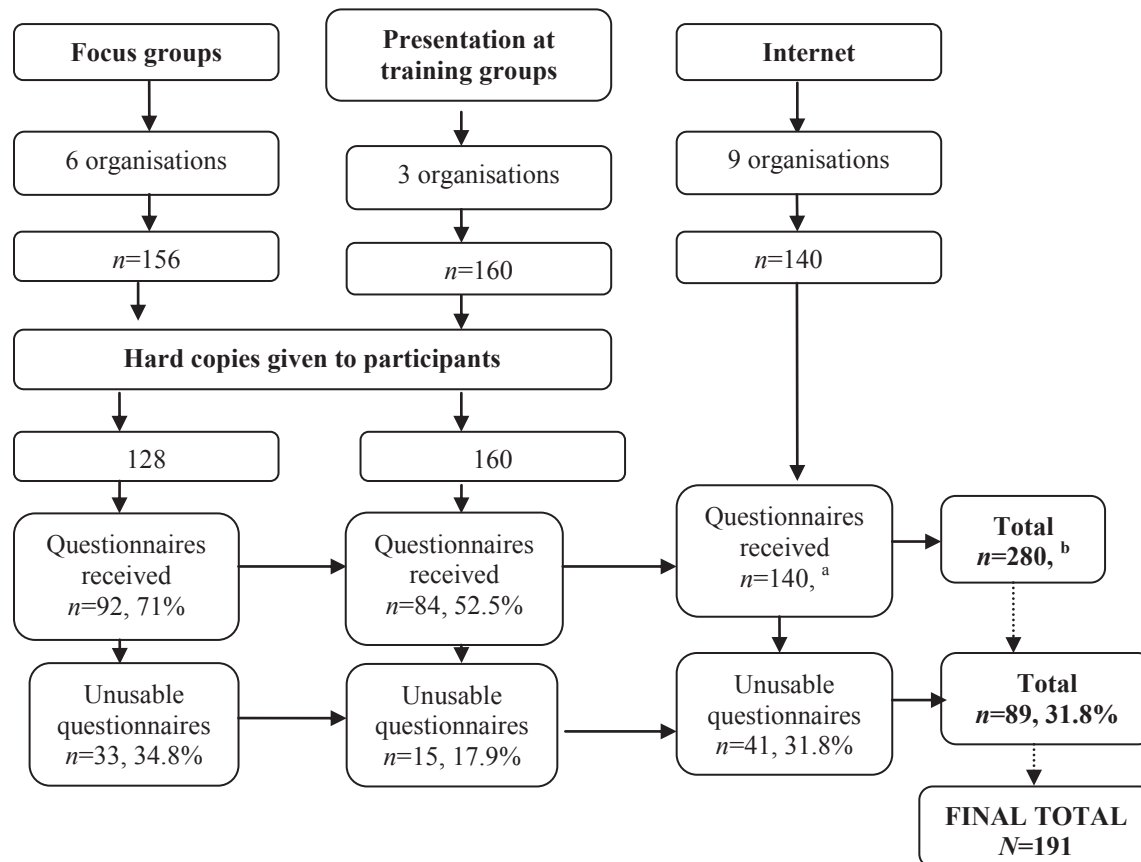 Focus groups
Presentation at
training groups
Internet
6 organisations
3 organisations
9 organisations
n=156
n=160
n=140
Hard copies given to participants
128
160
Questionnaires
received
n=92, 71%
Questionnaires
received
n=84, 52.5%
Questionnaires
received
n=140, a
Total
n=280, b
Unusable
questionnaires
n=33, 34.8%
Unusable
questionnaires
n=15, 17.9%
Unusable
questionnaires
n=41, 31.8%
Total
n=89, 31.8%
FINAL TOTAL
N=191